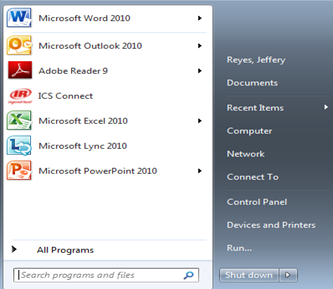 Microsoft Word 2010
Microsoft Outlook 2010
Adobe Reader 9
ICS Connect
Microsoft Excel 2010
Microsoft Lync 2010
Microsoft PowerPoint 2010
All Programs
Search programs and files
Reyes, Jeffery
Documents
Recent Items
Computer
Network
Connect To
Control Panel
Devices and Printers
Run...
Shut down